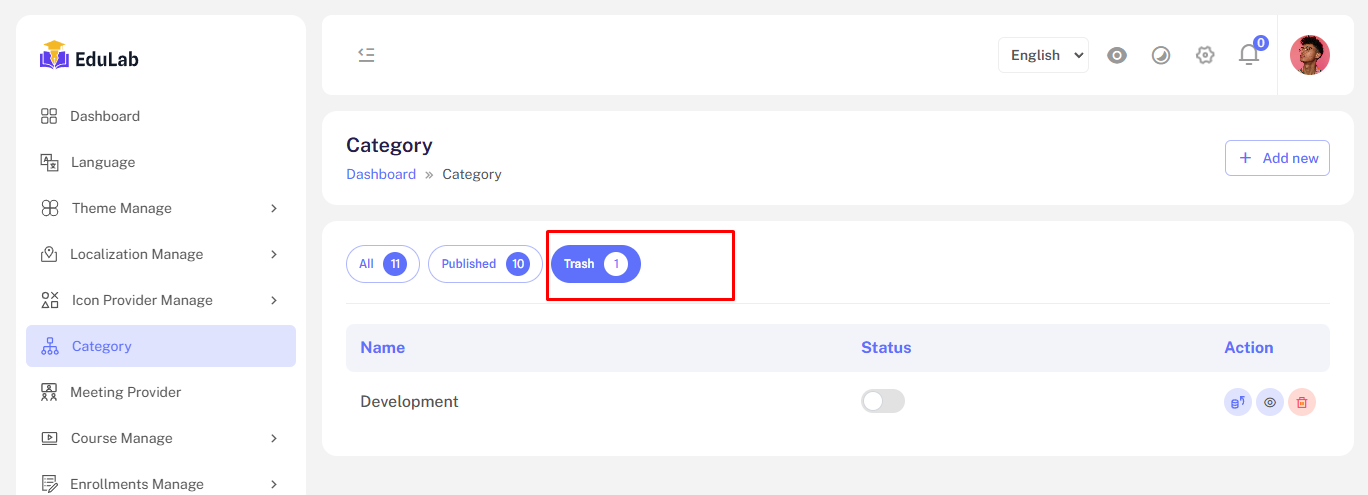 EduLab
Dashboard
Language
Theme Manage
Localization Manage
Icon Provider Manage
Category
Meeting Provider
Course Manage
Enrollments Manage
English
0
Category
Dashboard » Category
+ Add new
All 11
Published 10
Trash 1
Name Status Action
Development